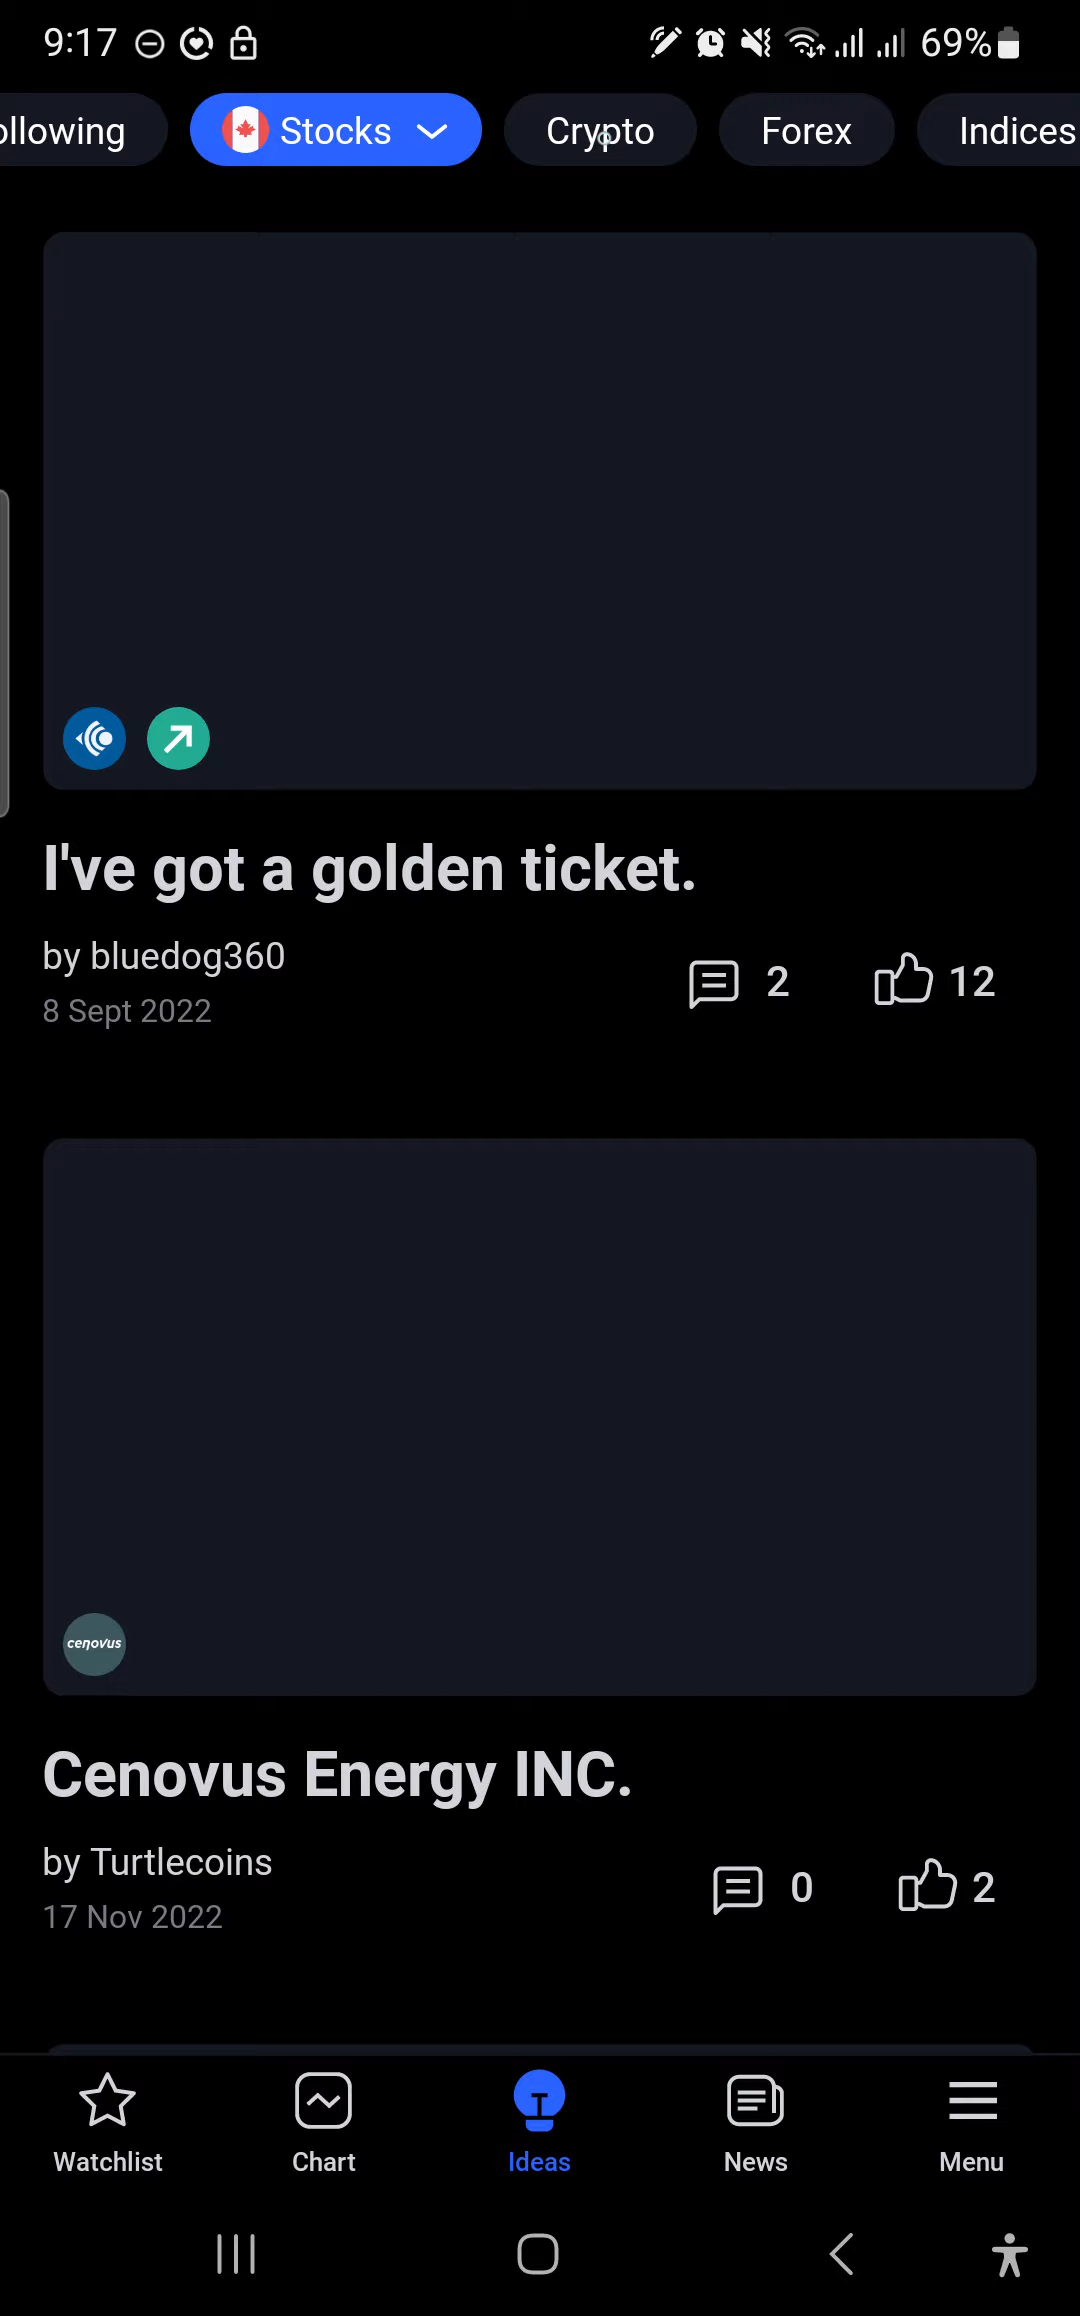 9:17
69%
ollowing
Stocks
Crypto
Forex
Indices
I've got a golden ticket.
by bluedog360
2
12
8 Sept 2022
cenovus
Cenovus Energy INC.
by Turtlecoins
0
2
17 Nov 2022
Watchlist
Chart
Ideas
News
Menu